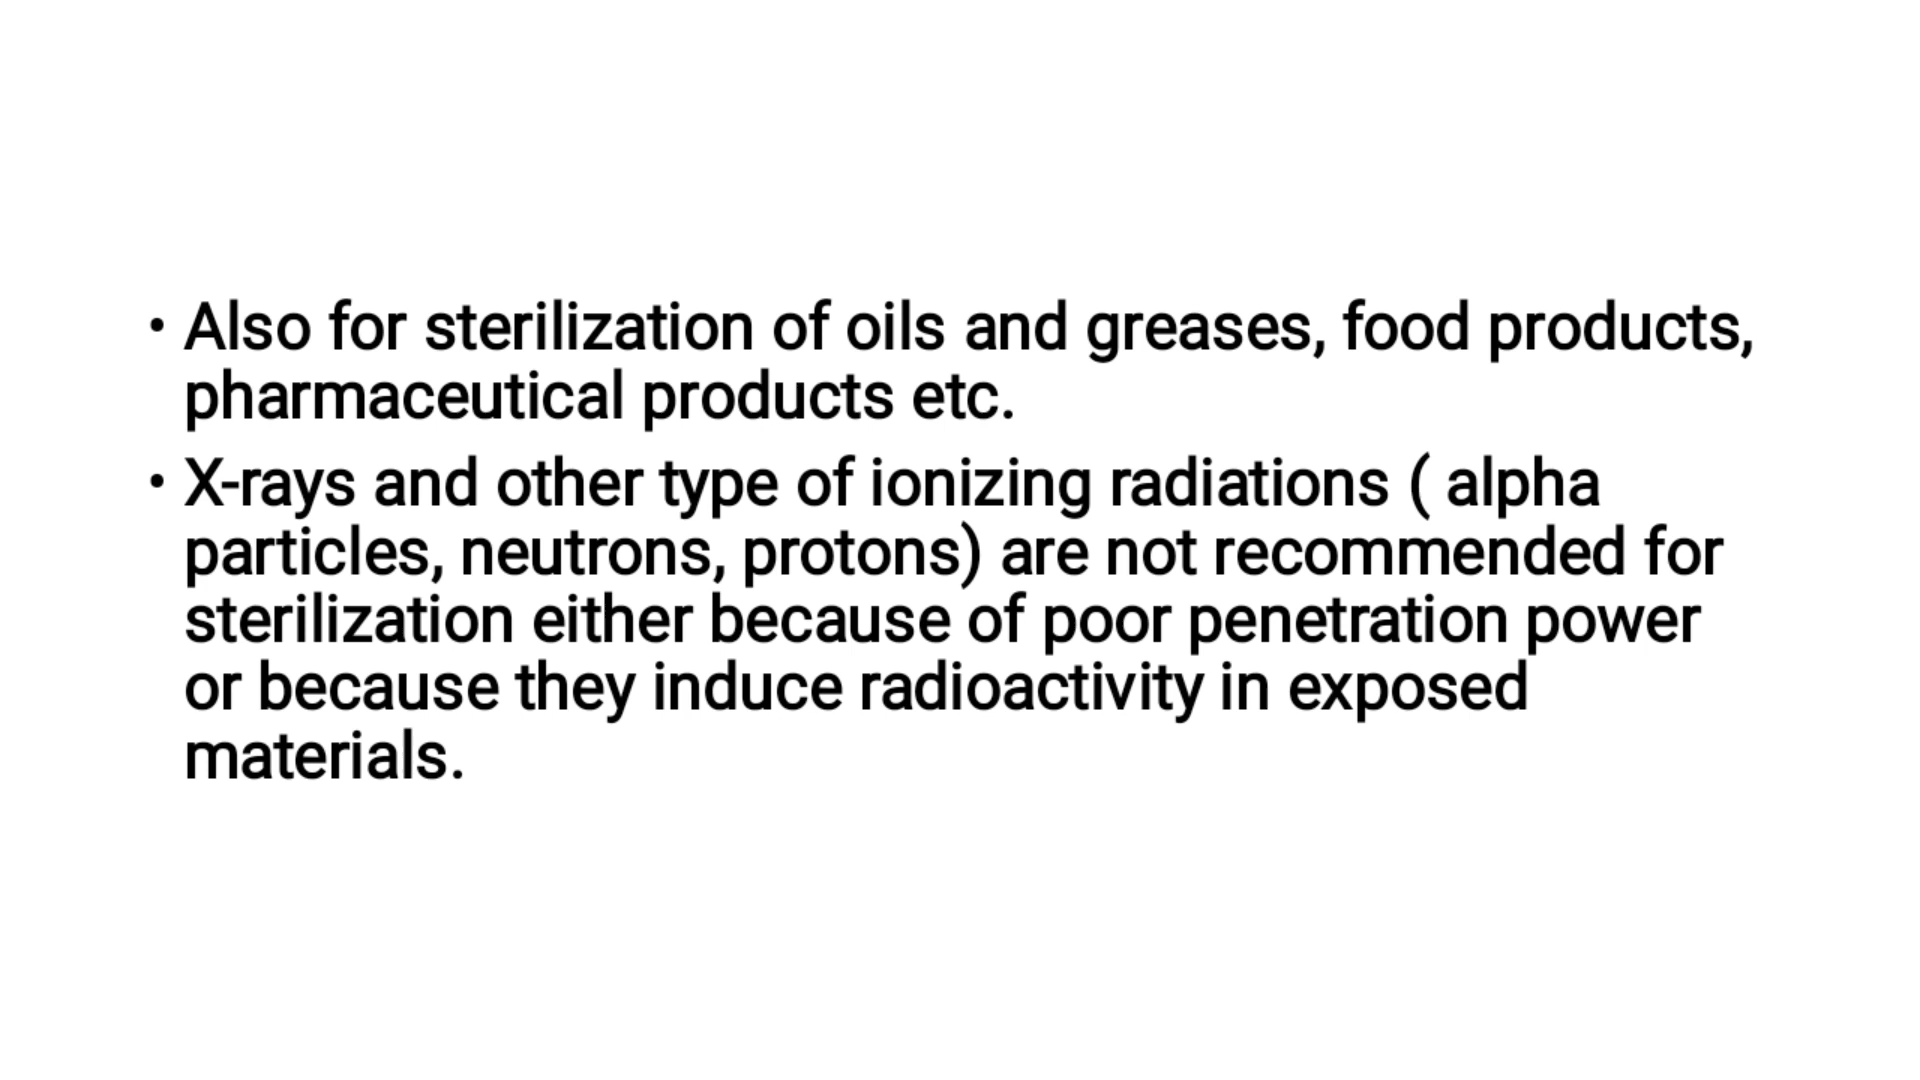 • Also for sterilization of oils and greases, food products,
pharmaceutical products etc.
• X-rays and other type of ionizing radiations ( alpha
particles, neutrons, protons) are not recommended for
sterilization either because of poor penetration power
or because they induce radioactivity in exposed
materials.